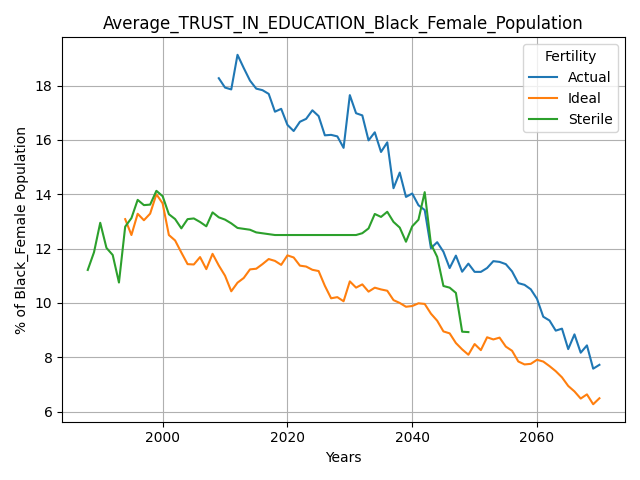 Average_TRUST_IN_EDUCATION_Black_Female_Population
Fertility
Actual
Ideal
Sterile
% of Black_Female Population
18
16
14
12
10
8
6
2000
2020
2040
2060
Years